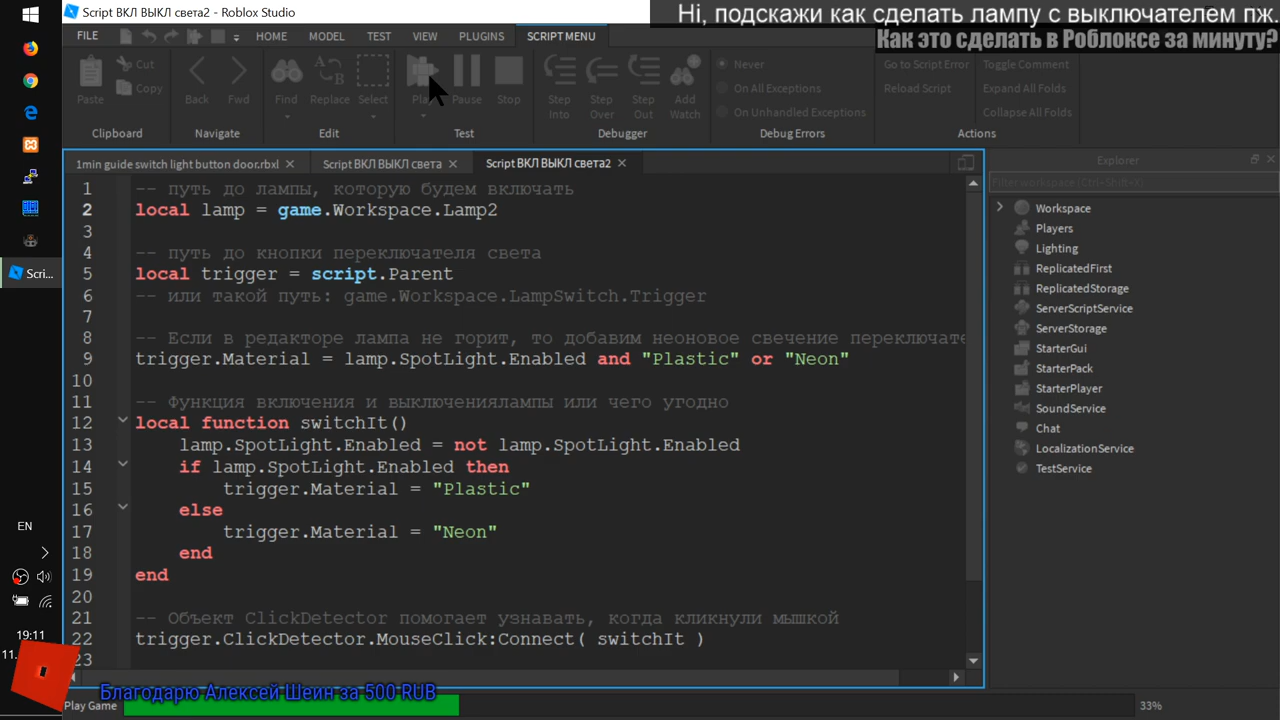 Script ВКЛ ВЫКЛ света2 - Roblox Studio
Hi, подскажи как сделать лампу с выключателем пж.
Как это сделать в Роблоксе за минуту?
FILE HOME MODEL TEST VIEW PLUGINS SCRIPT MENU
Paste
Cut
Copy
Back
Fwd
Find
Replace
Select
Play
Pause
Stop
Step Into
Step Over
Step Out
Add Watch
Never
On All Exceptions
On Unhandled Exceptions
Go to Script Error
Reload Script
Toggle Comment
Expand All Folds
Collapse All Folds
Clipboard Navigate Edit Test Debugger Debug Errors Actions
1min guide switch light button door.rbxl
Script ВКЛ ВЫКЛ света
Script ВКЛ ВЫКЛ света2
1 -- путь до лампы, которую будем включать
2 local lamp = game.Workspace.Lamp2
3
4 -- путь до кнопки переключателя света
5 local trigger = script.Parent
6 -- или такой путь: game.Workspace.LampSwitch.Trigger
7
8 -- Если в редакторе лампа не горит, то добавим неоновое свечение переключате
9 trigger.Material = lamp.SpotLight.Enabled and "Plastic" or "Neon"
10
11 -- Функция включения и выключениялампы или чего угодно
12 local function switchIt()
13 lamp.SpotLight.Enabled = not lamp.SpotLight.Enabled
14 if lamp.SpotLight.Enabled then
15 trigger.Material = "Plastic"
16 else
17 trigger.Material = "Neon"
18 end
19 end
20
21 -- Объект ClickDetector помогает узнавать, когда кликнули мышкой
22 trigger.ClickDetector.MouseClick:Connect( switchIt )
23
Explorer
Filter workspace (Ctrl+Shift+X)
Workspace
Players
Lighting
ReplicatedFirst
ReplicatedStorage
ServerScriptService
ServerStorage
StarterGui
StarterPack
StarterPlayer
SoundService
Chat
LocalizationService
TestService
Scri...
EN
19:11
11.
Благодарю Алексей Шеин за 500 RUB
Play Game
33%